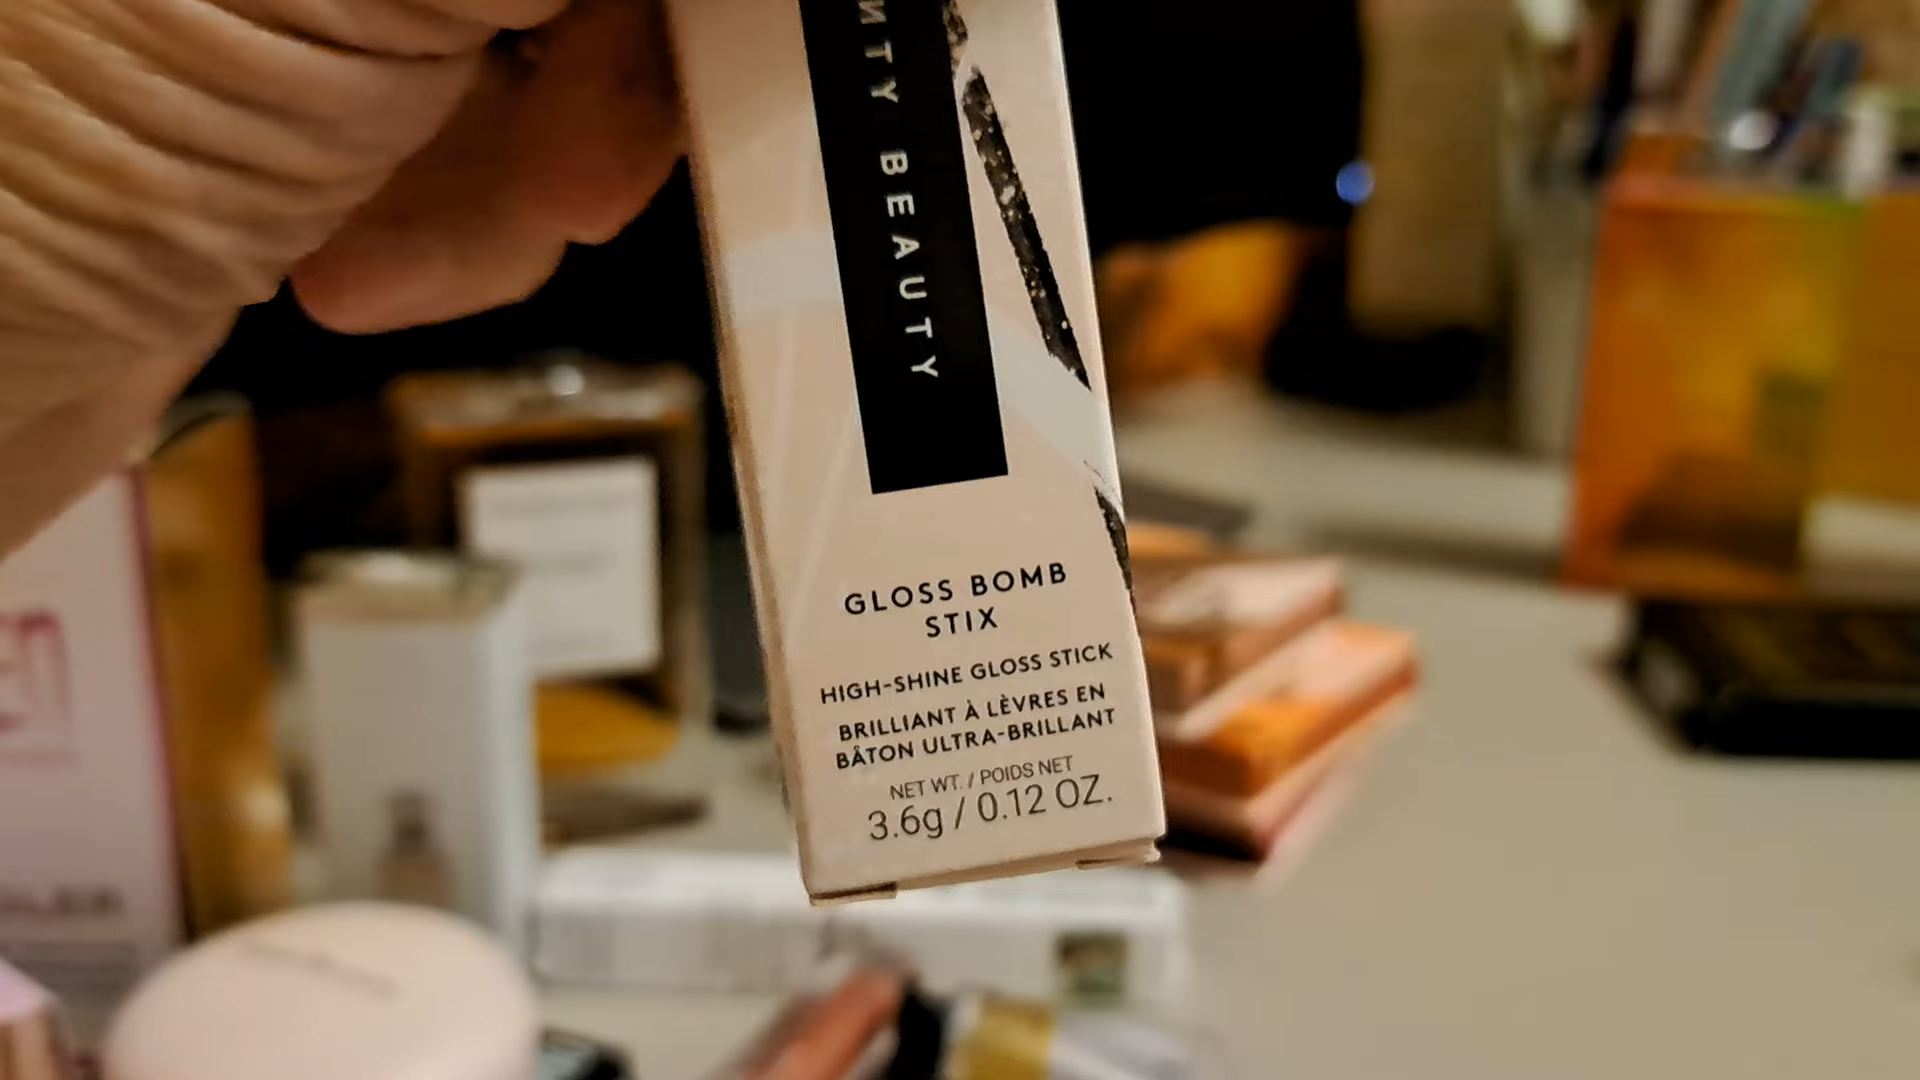 NTY BEAUTY
GLOSS BOMB
STIX
HIGH-SHINE GLOSS STICK
BRILLIANT À LÈVRES EN
BÂTON ULTRA-BRILLANT
NET WT. / POIDS NET
3.6g / 0.12 OZ.